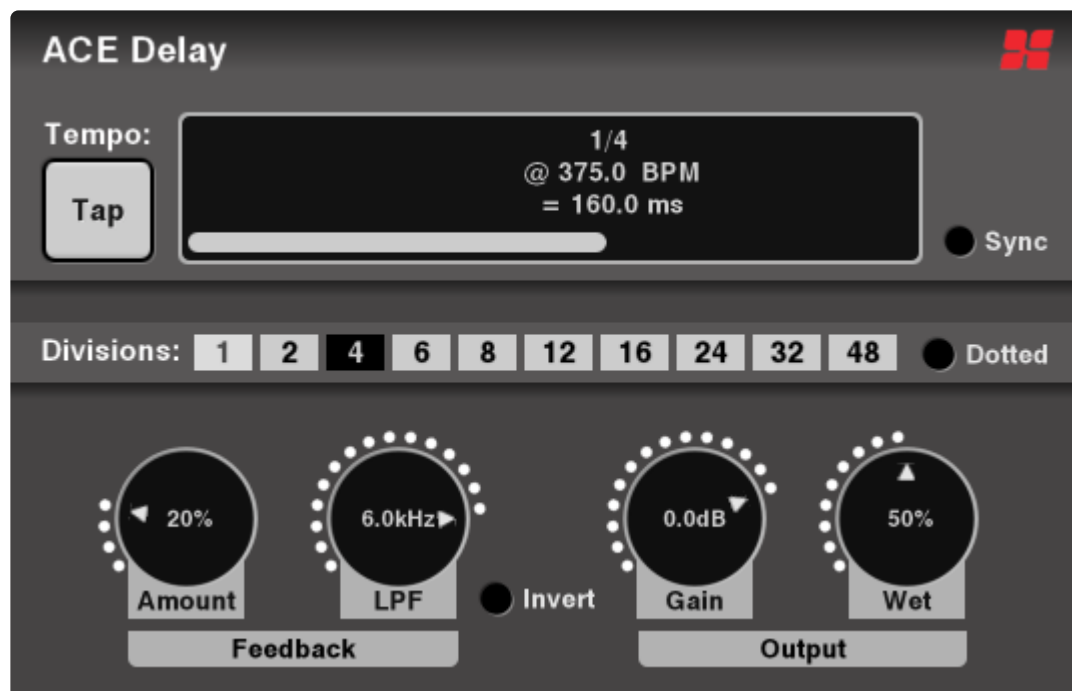 ACE Delay
Tempo:
Tap
1/4
@ 375.0 BPM
= 160.0 ms
Sync
Divisions: 1 2 4 6 8 12 16 24 32 48 Dotted
20% 6.0kHz 0.0dB 50%
Amount LPF Invert Gain Wet
Feedback Output